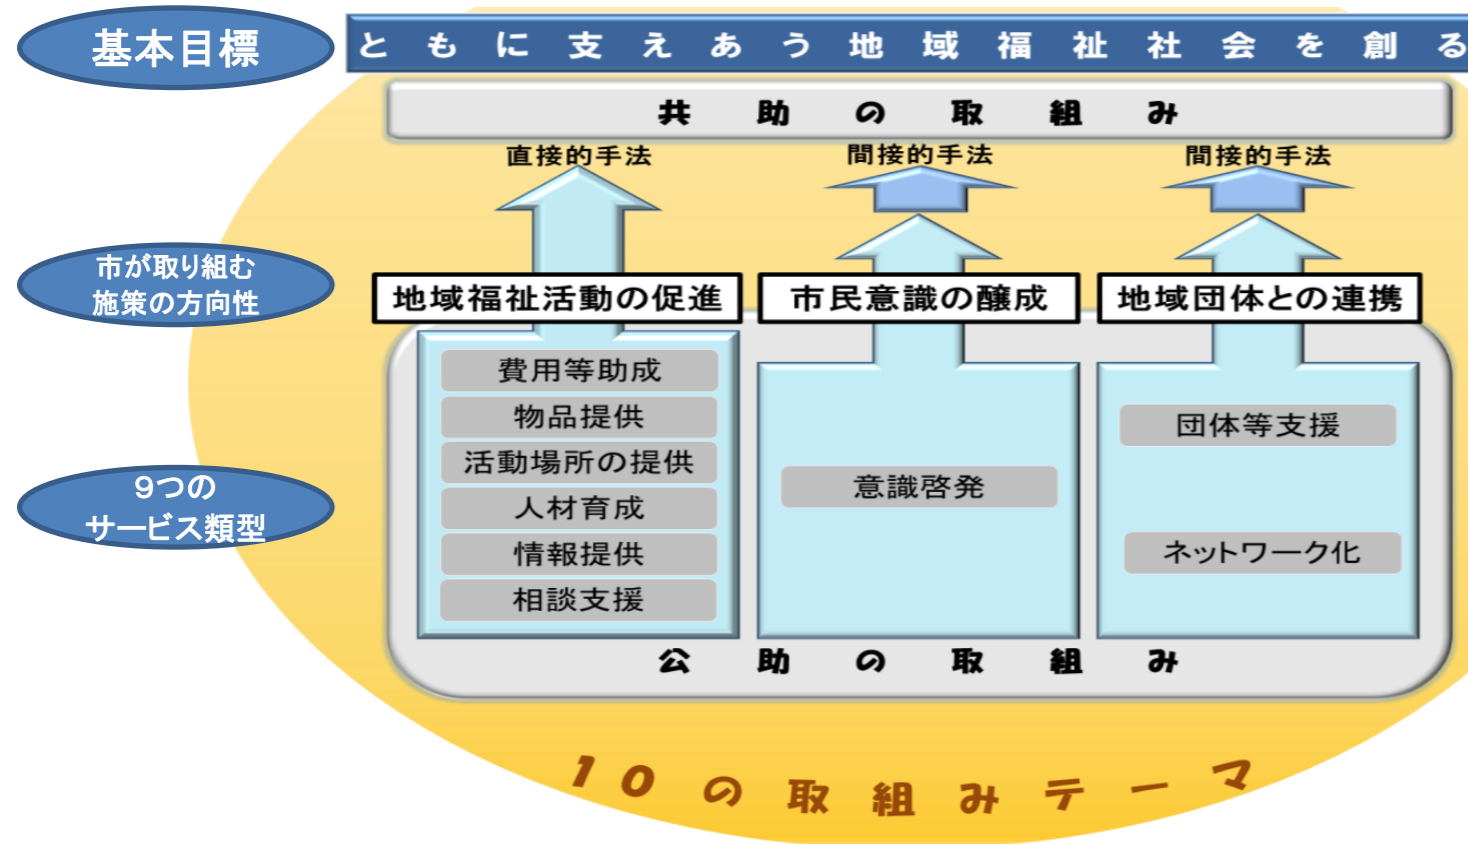 基本目標
ともに支えあう地域福祉社会を創る
共助の取組み
直接的手法
間接的手法
間接的手法
市が取り組む
施策の方向性
地域福祉活動の促進
市民意識の醸成
地域団体との連携
9つの
サービス類型
費用等助成
物品提供
活動場所の提供
人材育成
情報提供
相談支援
意識啓発
団体等支援
ネットワーク化
公助の取組み
10の取組みテーマ